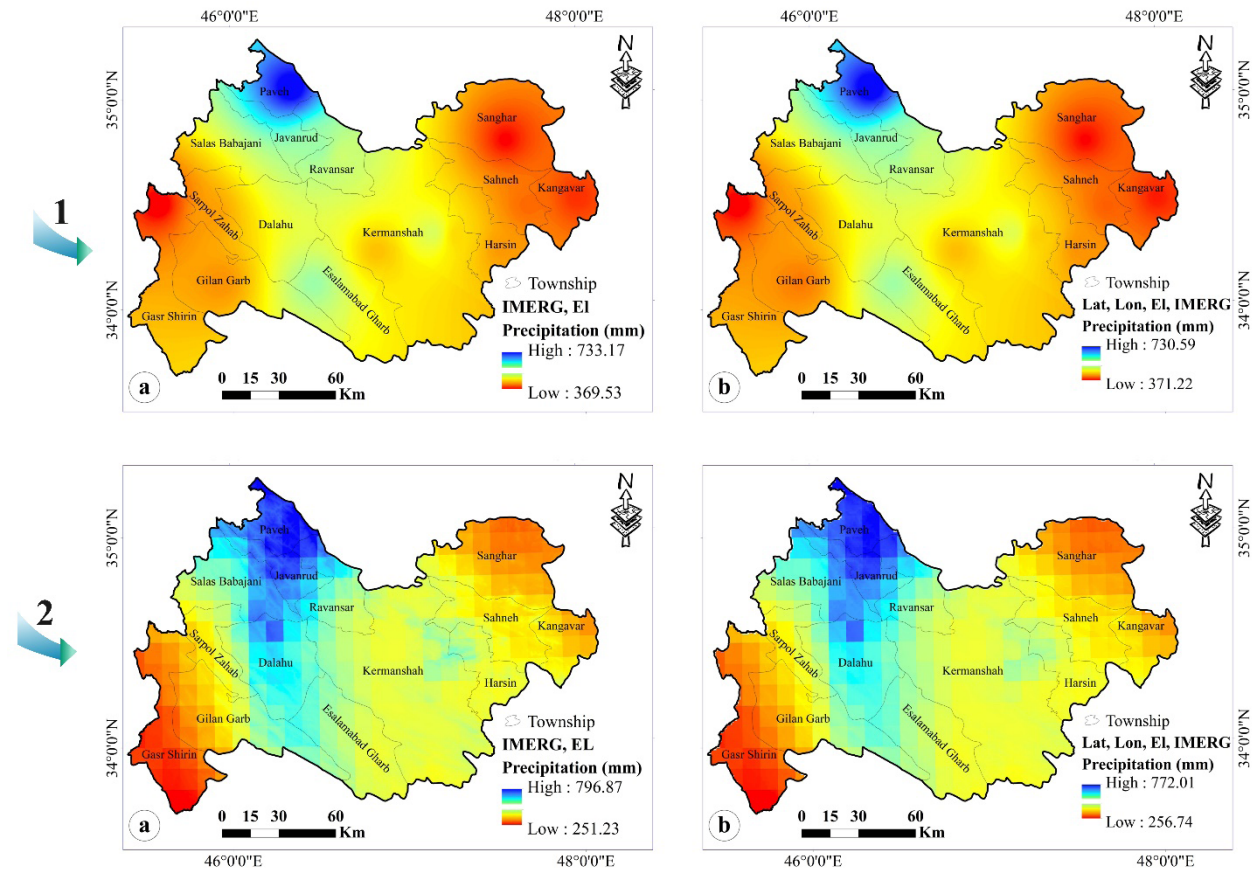 46°0'0"E 48°0'0"E 46°0'0"E 48°0'0"E
1
35°0'0"N
34°0'0"N
N
Paveh
Sanghar
Javanrud
Salas Babajani
Ravansar
Sahneh
Kangavar
Sarpol Zahab
Dalahu
Kermanshah
Harsin
Gilan Garb
Esalamabad Gharb
Gasr Shirin
Township
IMERG, El
Precipitation (mm)
High : 733.17
Low : 369.53
a
0 15 30 60
Km
N
35°0'0"N
34°0'0"N
Paveh
Sanghar
Javanrud
Salas Babajani
Ravansar
Sahneh
Kangavar
Sarpol Zahab
Dalahu
Kermanshah
Harsin
Gilan Garb
Esalamabad Gharb
Gasr Shirin
Township
Lat, Lon, El, IMERG
Precipitation (mm)
High : 730.59
Low : 371.22
b
0 15 30 60
Km
2
35°0'0"N
34°0'0"N
N
Paveh
Sanghar
Javanrud
Salas Babajani
Ravansar
Sahneh
Kangavar
Sarpol Zahab
Dalahu
Kermanshah
Harsin
Gilan Garb
Esalamabad Gharb
Gasr Shirin
Township
IMERG, EL
Precipitation (mm)
High : 796.87
Low : 251.23
a
0 15 30 60
Km
N
35°0'0"N
34°0'0"N
Paveh
Sanghar
Javanrud
Salas Babajani
Ravansar
Sahneh
Kangavar
Sarpol Zahab
Dalahu
Kermanshah
Harsin
Gilan Garb
Esalamabad Gharb
Gasr Shirin
Township
Lat, Lon, El, IMERG
Precipitation (mm)
High : 772.01
Low : 256.74
b
0 15 30 60
Km
46°0'0"E 48°0'0"E 46°0'0"E 48°0'0"E